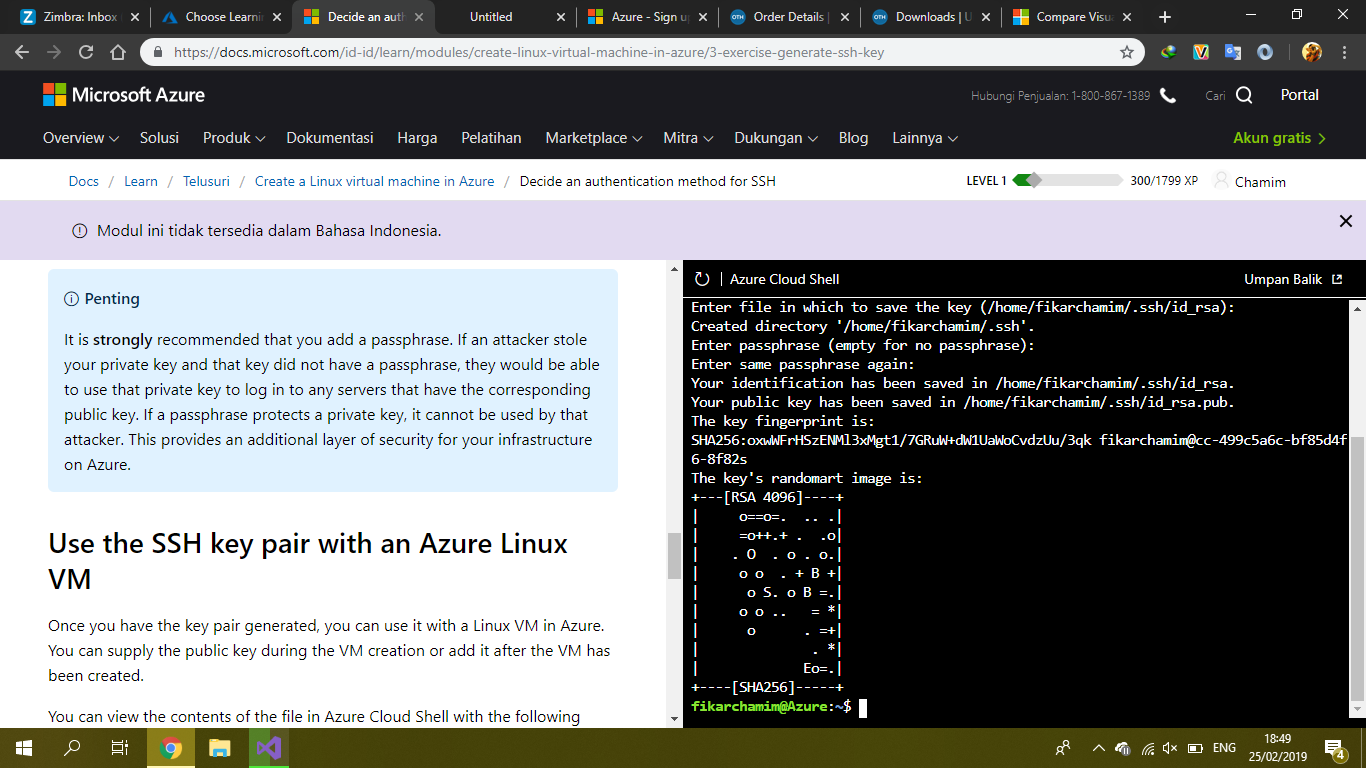 Zimbra: Inbox
Choose Learnin
Decide an auth
Untitled
Azure - Sign up
Order Details |
Downloads | U
Compare Visua
https://docs.microsoft.com/id-id/learn/modules/create-linux-virtual-machine-in-azure/3-exercise-generate-ssh-key
Microsoft Azure
Hubungi Penjualan: 1-800-867-1389
Cari
Portal
Overview
Solusi
Produk
Dokumentasi
Harga
Pelatihan
Marketplace
Mitra
Dukungan
Blog
Lainnya
Akun gratis
Docs / Learn / Telusuri / Create a Linux virtual machine in Azure / Decide an authentication method for SSH
LEVEL 1
300/1799 XP
Chamim
Modul ini tidak tersedia dalam Bahasa Indonesia.
Penting
It is strongly recommended that you add a passphrase. If an attacker stole
your private key and that key did not have a passphrase, they would be able
to use that private key to log in to any servers that have the corresponding
public key. If a passphrase protects a private key, it cannot be used by that
attacker. This provides an additional layer of security for your infrastructure
on Azure.
Use the SSH key pair with an Azure Linux
VM
Once you have the key pair generated, you can use it with a Linux VM in Azure.
You can supply the public key during the VM creation or add it after the VM has
been created.
You can view the contents of the file in Azure Cloud Shell with the following
Azure Cloud Shell
Umpan Balik
Enter file in which to save the key (/home/fikarchamim/.ssh/id_rsa):
Created directory '/home/fikarchamim/.ssh'.
Enter passphrase (empty for no passphrase):
Enter same passphrase again:
Your identification has been saved in /home/fikarchamim/.ssh/id_rsa.
Your public key has been saved in /home/fikarchamim/.ssh/id_rsa.pub.
The key fingerprint is:
SHA256:oxwWFrHSzENMl3xMgt1/7GRuW+dW1UaWoCvdzUu/3qk fikarchamim@cc-499c5a6c-bf85d4f
6-8f82s
The key's randomart image is:
+---[RSA 4096]----+
|     o==o=.  .. .|
|     =o++.+ .  .o|
|    . O  . o . o.|
|     o o  . + B +|
|      o S. o B =.|
|     o o ..   = *|
|      o      . =+|
|              . *|
|             Eo=.|
+----[SHA256]-----+
fikarchamim@Azure:~$
ENG
18:49
25/02/2019
4